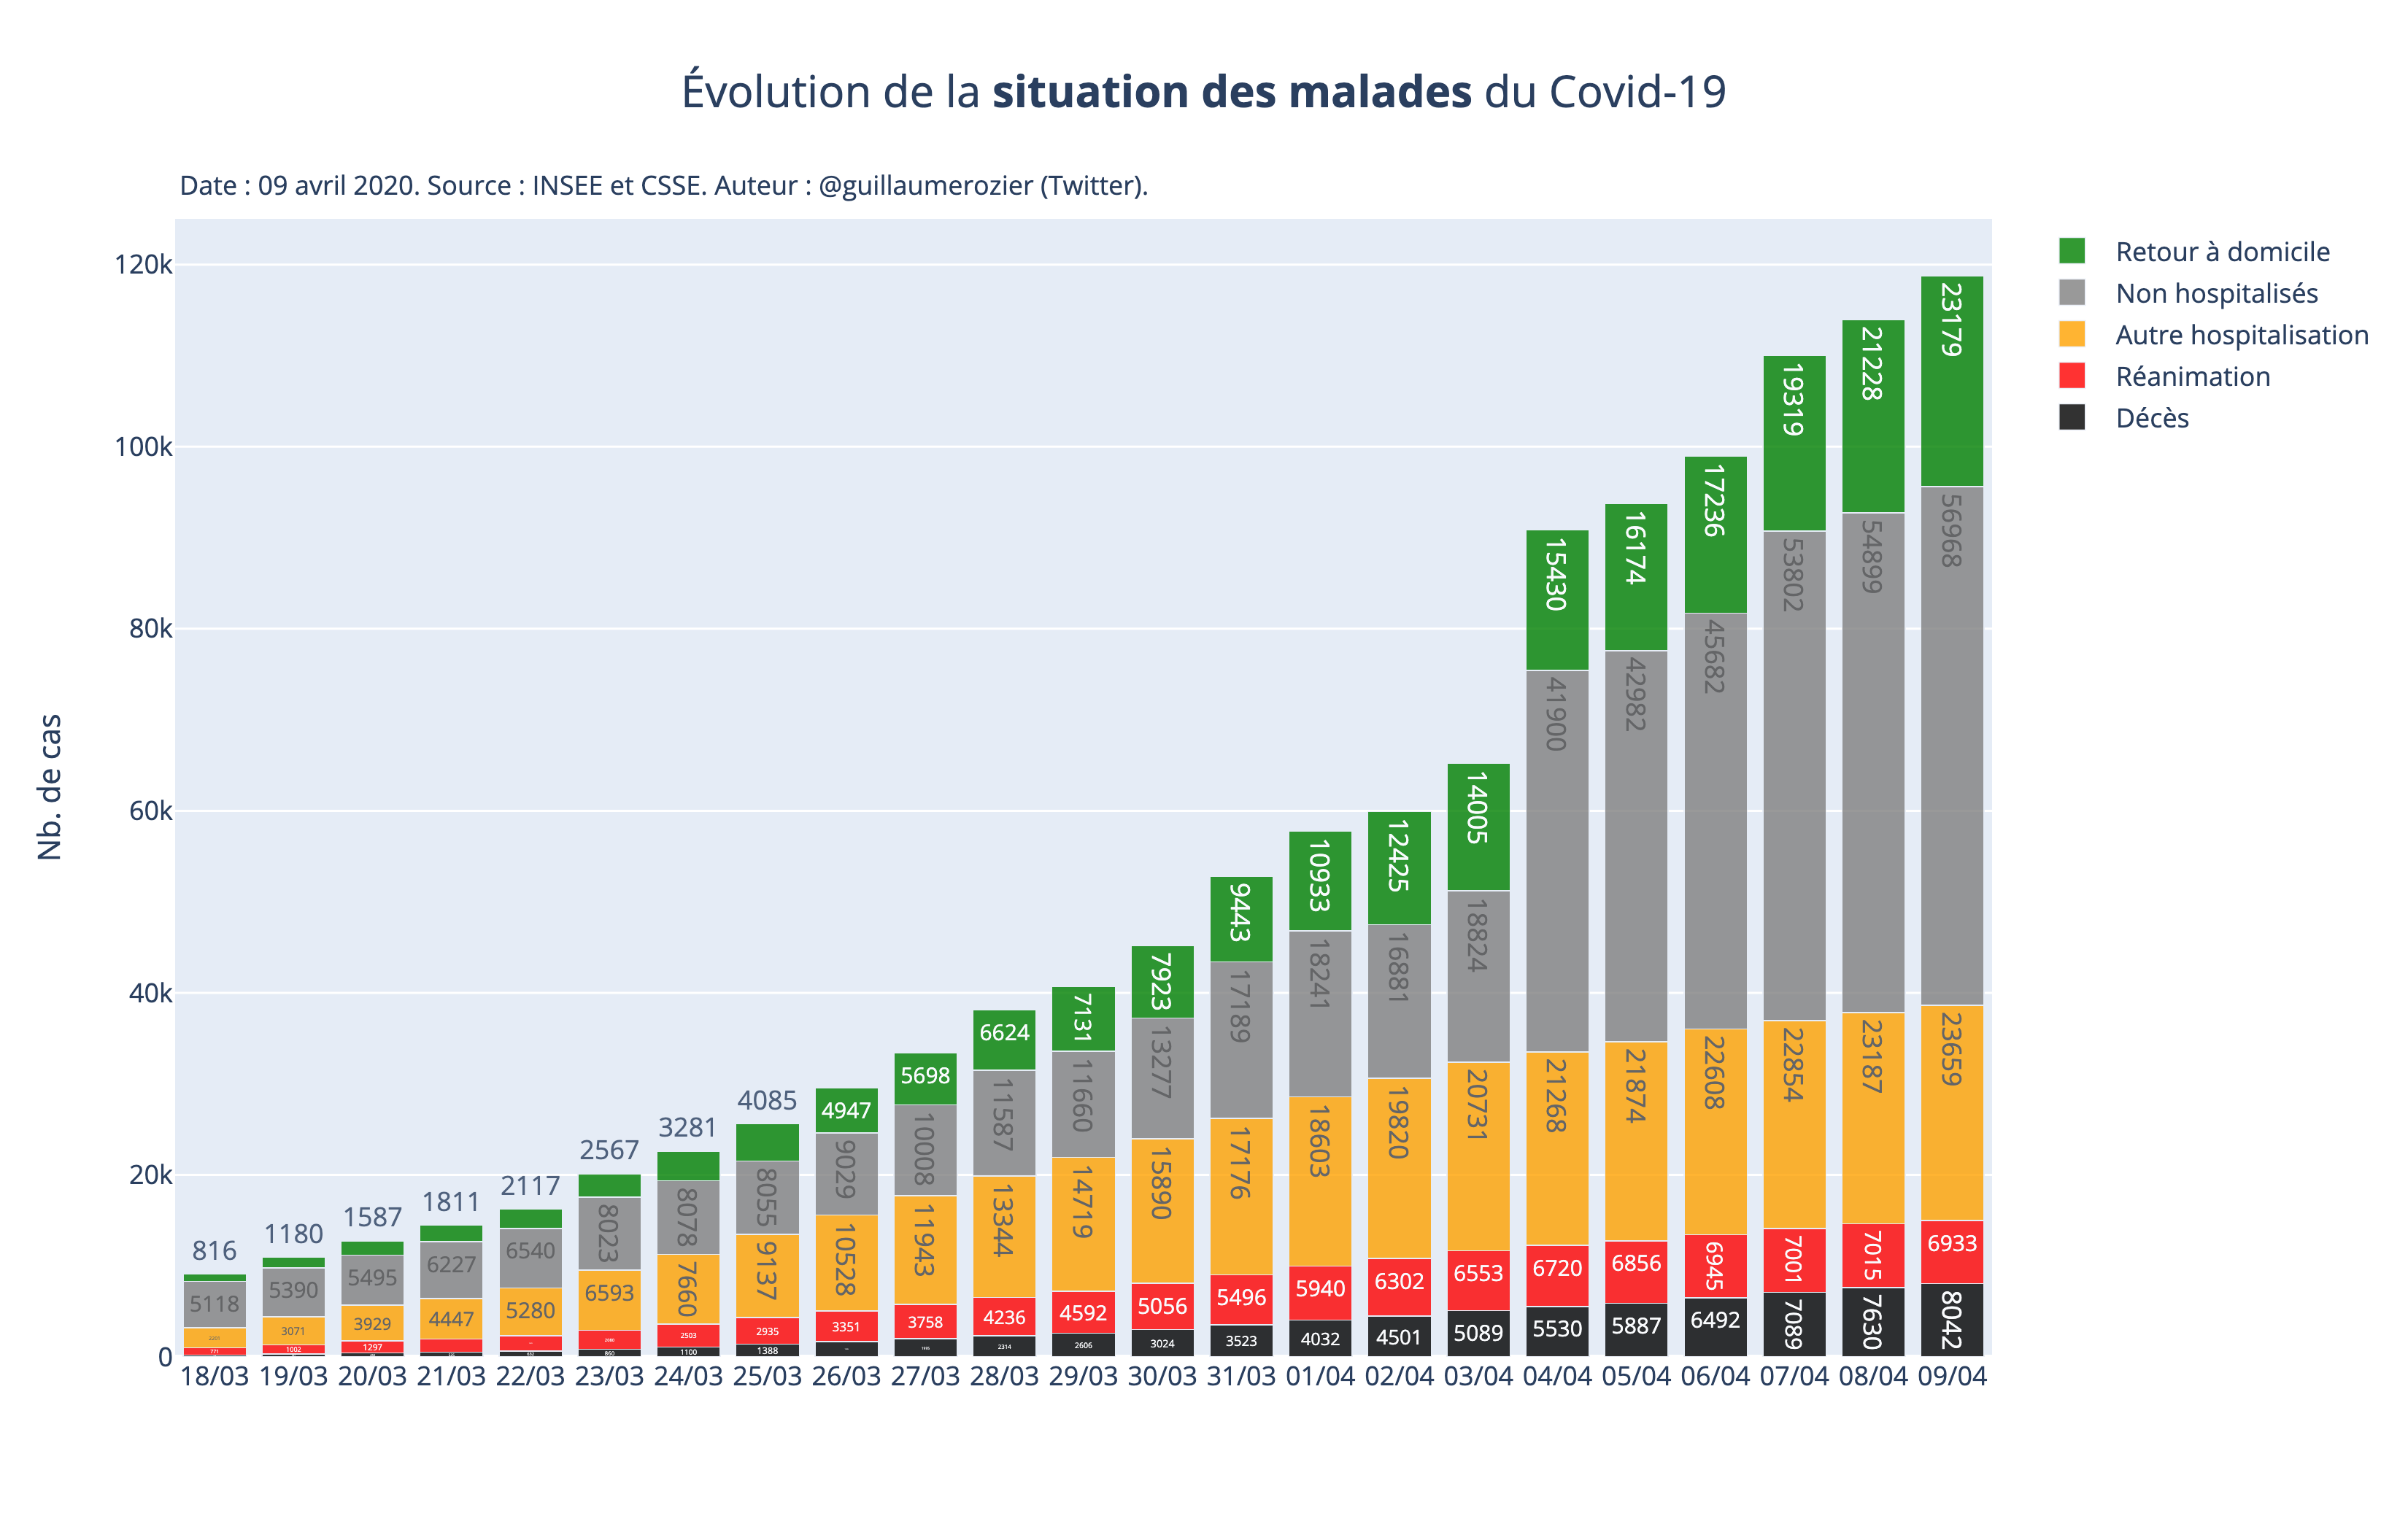 Évolution de la situation des malades du Covid-19
Date : 09 avril 2020. Source : INSEE et CSSE. Auteur : @guillaumerozier (Twitter).
Retour à domicile
Non hospitalisés
Autre hospitalisation
Réanimation
Décès
Nb. de cas
120k
100k
80k
60k
40k
20k
0
816 1180 1587 1811 2117 2567 3281 4085 4947 5698 6624 7131 7923 9443 10933 12425 14005 15430 16174 17236 19319 21228 23179
5118 5390 5495 6227 6540 8023 8078 8055 9029 10008 11587 11660 13277 17189 18241 16881 18824 41900 42982 45682 53802 54899 56968
3071 3929 4447 5280 6593 7660 9137 10528 11943 13344 14719 15890 17176 18603 19820 20731 21268 21874 22608 22854 23187 23659
771 1002 1297 2503 2935 3351 3758 4236 4592 5056 5496 5940 6302 6553 6720 6856 6945 7001 7015 6933
860 1100 1388 2314 2606 3024 3523 4032 4501 5089 5530 5887 6492 7089 7630 8042
18/03 19/03 20/03 21/03 22/03 23/03 24/03 25/03 26/03 27/03 28/03 29/03 30/03 31/03 01/04 02/04 03/04 04/04 05/04 06/04 07/04 08/04 09/04